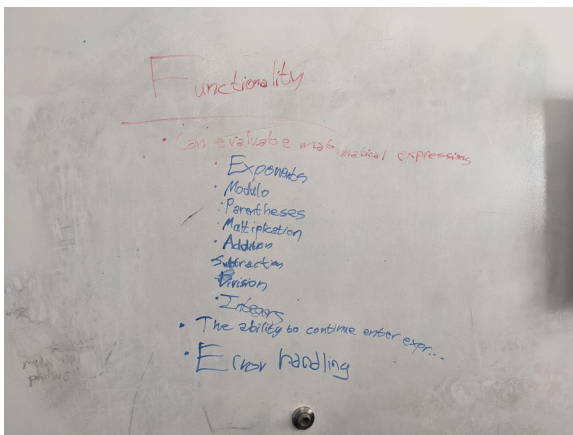 Functionality
• Can evaluate mathmatical expressions
• Exponents
• Modulo
• Parentheses
• Multiplication
• Addition
Subtraction
Division
• Integers
• The ability to continue enter expr...
• Error handling